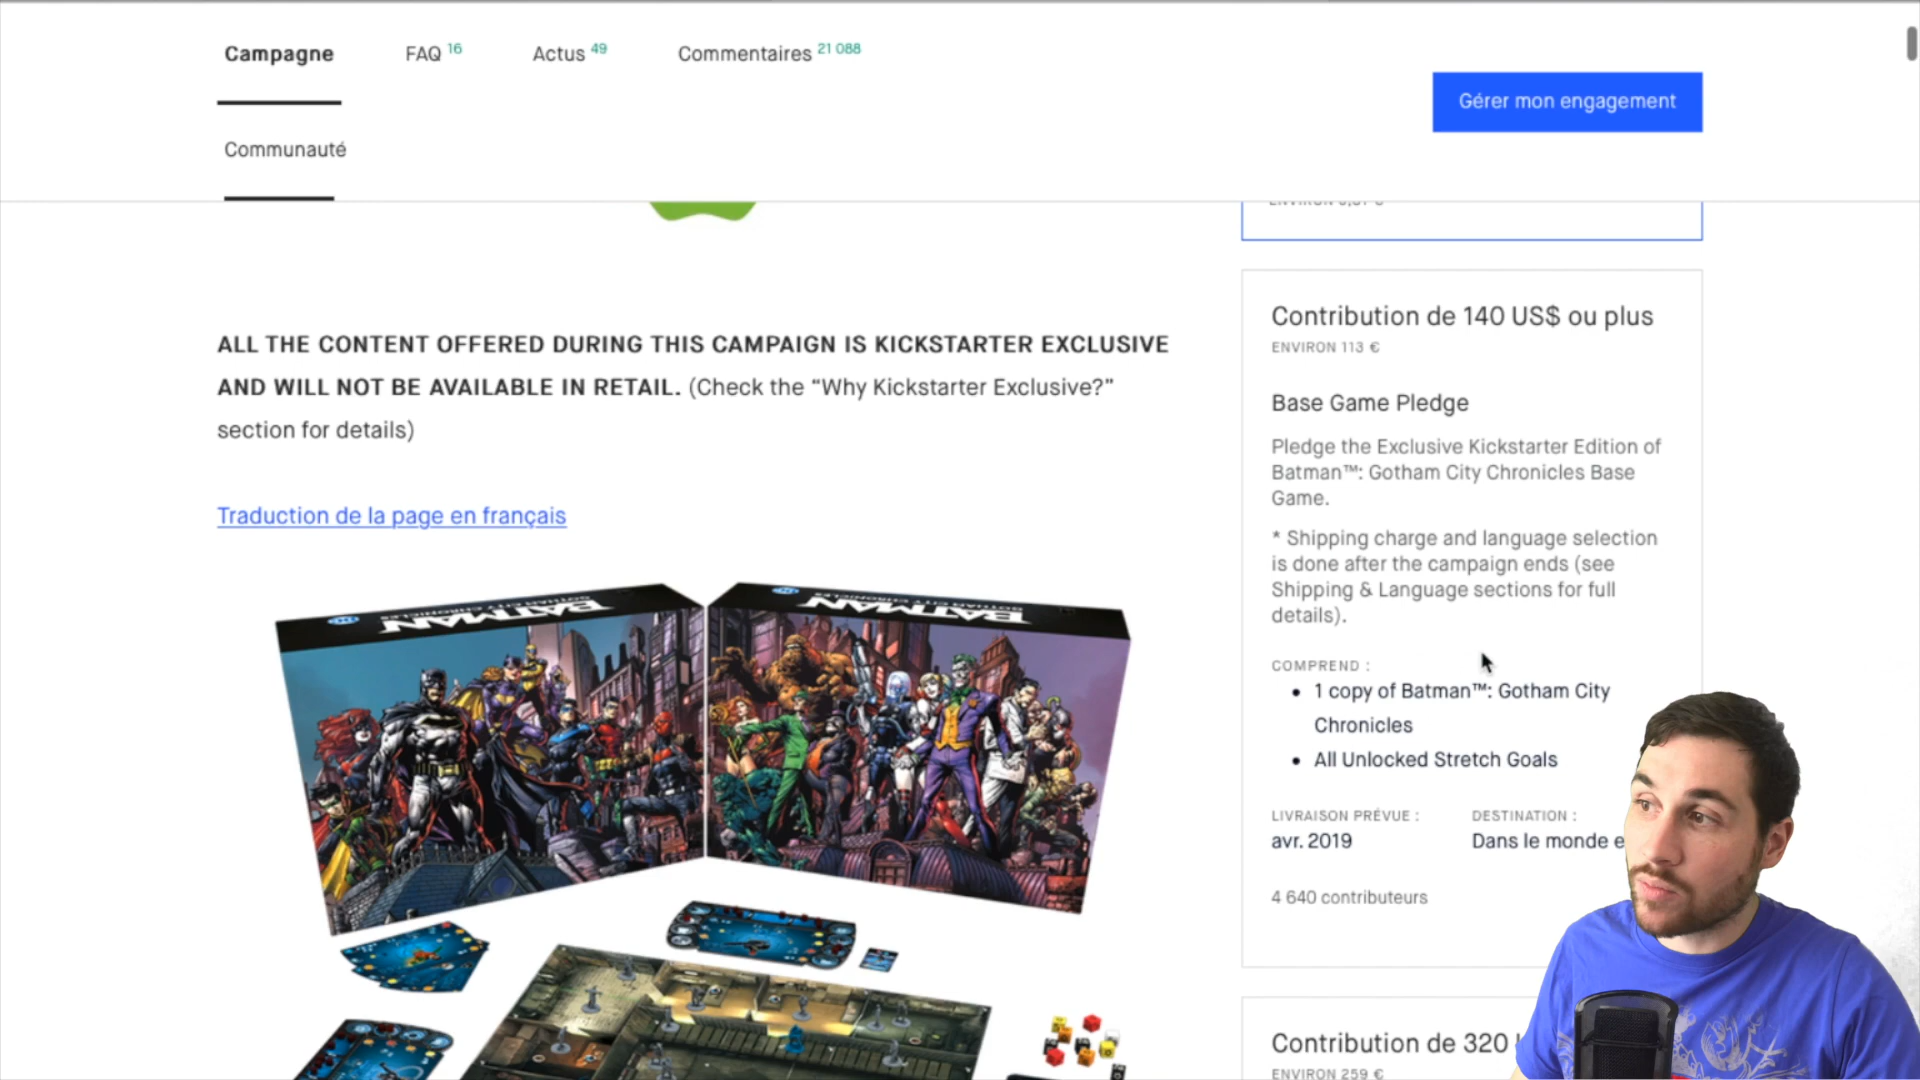 Campagne
FAQ 16
Actus 49
Commentaires 21 088
Gérer mon engagement
Communauté
ALL THE CONTENT OFFERED DURING THIS CAMPAIGN IS KICKSTARTER EXCLUSIVE
AND WILL NOT BE AVAILABLE IN RETAIL. (Check the “Why Kickstarter Exclusive?”
section for details)
Traduction de la page en français
BATMAN
GOTHAM CITY CHRONICLES
BATMAN
GOTHAM CITY CHRONICLES
Contribution de 140 US$ ou plus
ENVIRON 113 €
Base Game Pledge
Pledge the Exclusive Kickstarter Edition of
Batman™: Gotham City Chronicles Base
Game.
* Shipping charge and language selection
is done after the campaign ends (see
Shipping & Language sections for full
details).
COMPREND :
• 1 copy of Batman™: Gotham City
Chronicles
• All Unlocked Stretch Goals
LIVRAISON PRÉVUE :
avr. 2019
DESTINATION :
Dans le monde e
4 640 contributeurs
Contribution de 320
ENVIRON 259 €